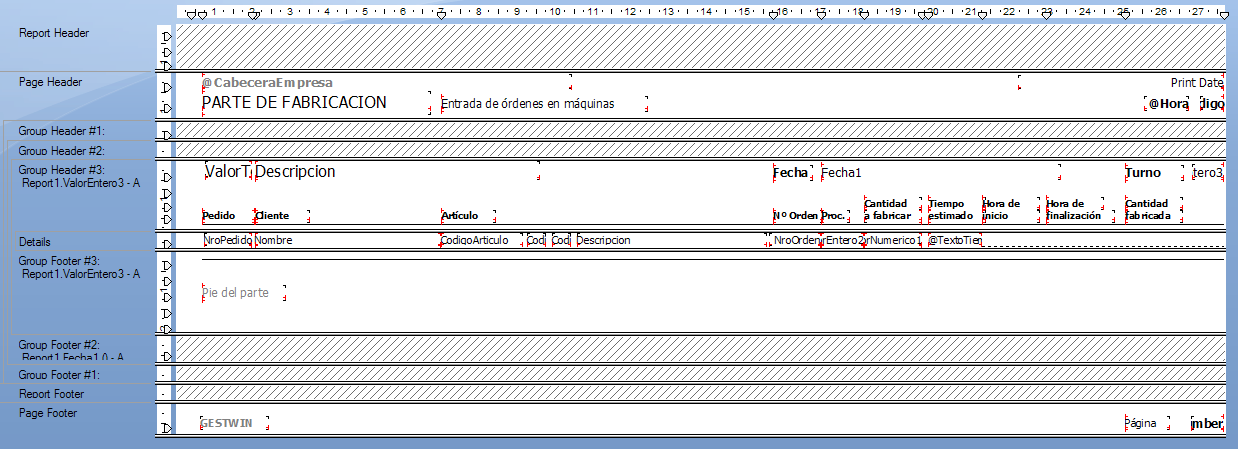 1 2 3 4 5 6 7 8 9 10 11 12 13 14 15 16 17 18 19 20 21 22 23 24 25 26 27
Report Header
Page Header
@CabeceraEmpresa Print Date
PARTE DE FABRICACION Entrada de órdenes en máquinas @Hora digo
Group Header #1:
Group Header #2:
Group Header #3: ValorT Descripcion Fecha Fecha1 Turno tero3
Report1.ValorEntero3 - A
Cantidad Tiempo Hora de Hora de Cantidad
Pedido Cliente Artículo Nº Orden Proc. a fabricar estimado inicio finalización fabricada
Details NroPedido Nombre CodigoArticulo Cod Cod Descripcion NroOrden rEntero2 rNumerico1 @TextoTie
Group Footer #3:
Report1.ValorEntero3 - A
Pie del parte
Group Footer #2:
Report1.Fecha1.0 - A
Group Footer #1:
Report Footer
Page Footer
GESTWIN Página mber